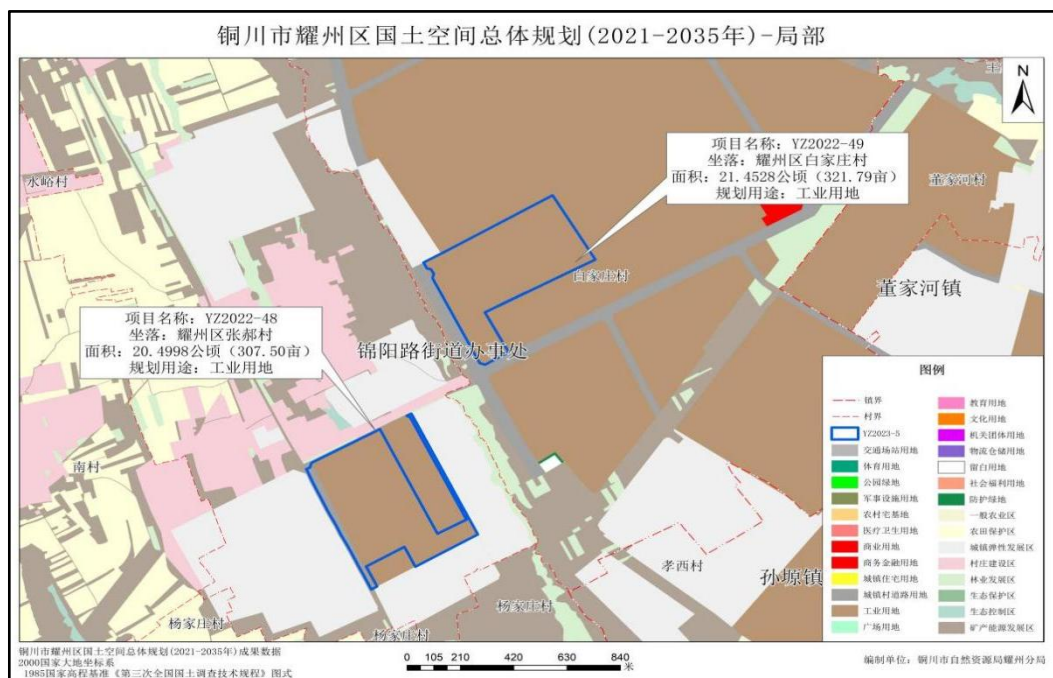 铜川市耀州区国土空间总体规划(2021-2035年)-局部
N
项目名称：YZ2022-49
坐落：耀州区白家庄村
面积：21.4528公顷（321.79亩）
规划用途：工业用地
水峪村
董家河村
白家庄村
董家河镇
项目名称：YZ2022-48
坐落：耀州区张郝村
面积：20.4998公顷（307.50亩）
规划用途：工业用地
锦阳路街道办事处
南村
孝西村
孙塬镇
杨家庄村
杨家庄村
杨家庄村
图例
镇界
村界
YZ2023-5
交通场站用地
体育用地
公园绿地
军事设施用地
农村宅基地
医疗卫生用地
商业用地
商务金融用地
城镇住宅用地
城镇村道路用地
工业用地
广场用地
教育用地
文化用地
机关团体用地
物流仓储用地
留白用地
社会福利用地
防护绿地
一般农业区
农田保护区
城镇弹性发展区
村庄建设区
林业发展区
生态保护区
生态控制区
矿产能源发展区
铜川市耀州区国土空间总体规划(2021-2035年)成果数据
2000国家大地坐标系
1985国家高程基准《第三次全国国土调查技术规程》图式
0 105 210 420 630 840
米
编制单位：铜川市自然资源局耀州分局